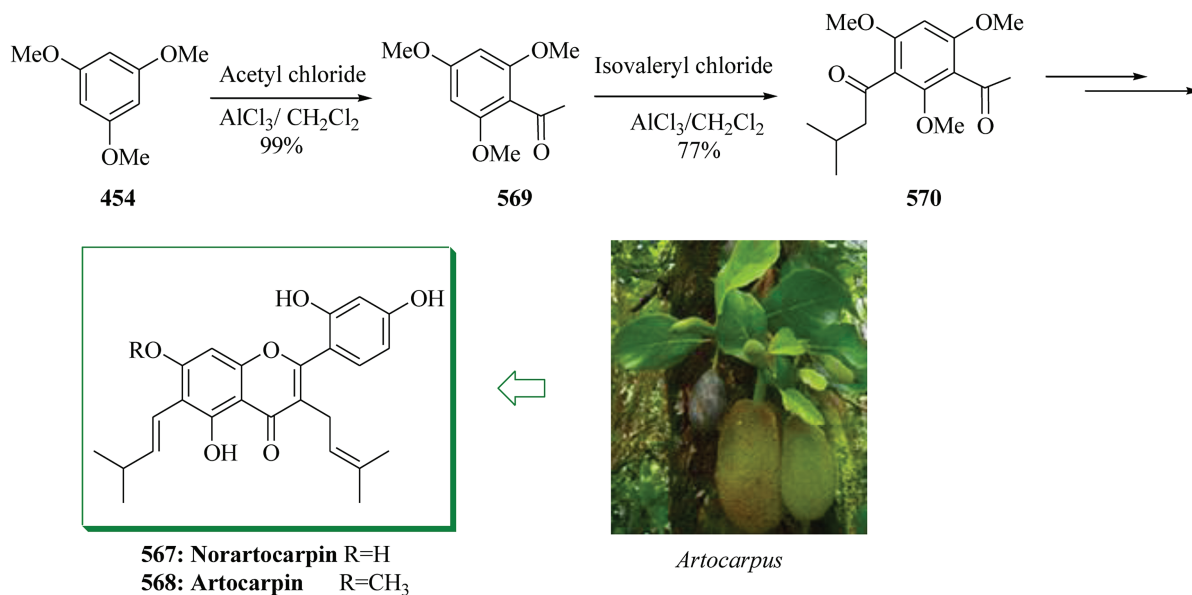 MeO
OMe
OMe
454
Acetyl chloride
AlCl3/ CH2Cl2
99%
MeO
OMe
OMe
O
569
Isovaleryl chloride
AlCl3/CH2Cl2
77%
MeO
OMe
O
OMe
O
570
HO
OH
RO
O
OH
O
567: Norartocarpin R=H
568: Artocarpin R=CH3
Artocarpus